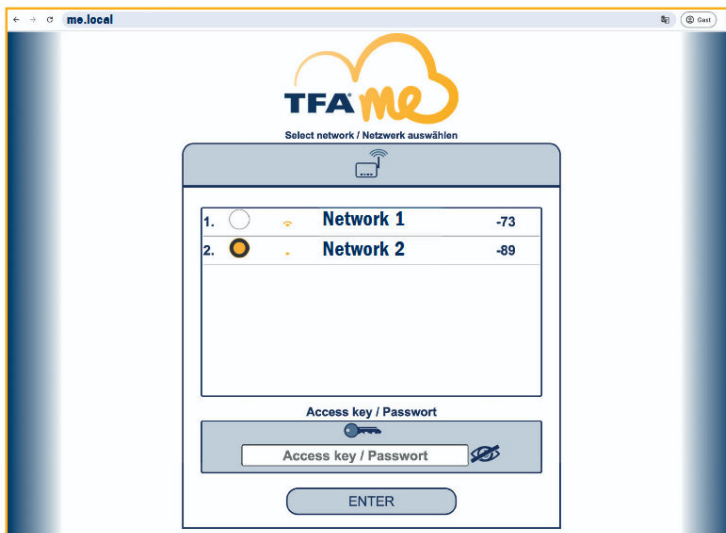 me.local
Gast
TFA® me
Select network / Netzwerk auswählen
1. Network 1 -73
2. Network 2 -89
Access key / Passwort
Access key / Passwort
ENTER